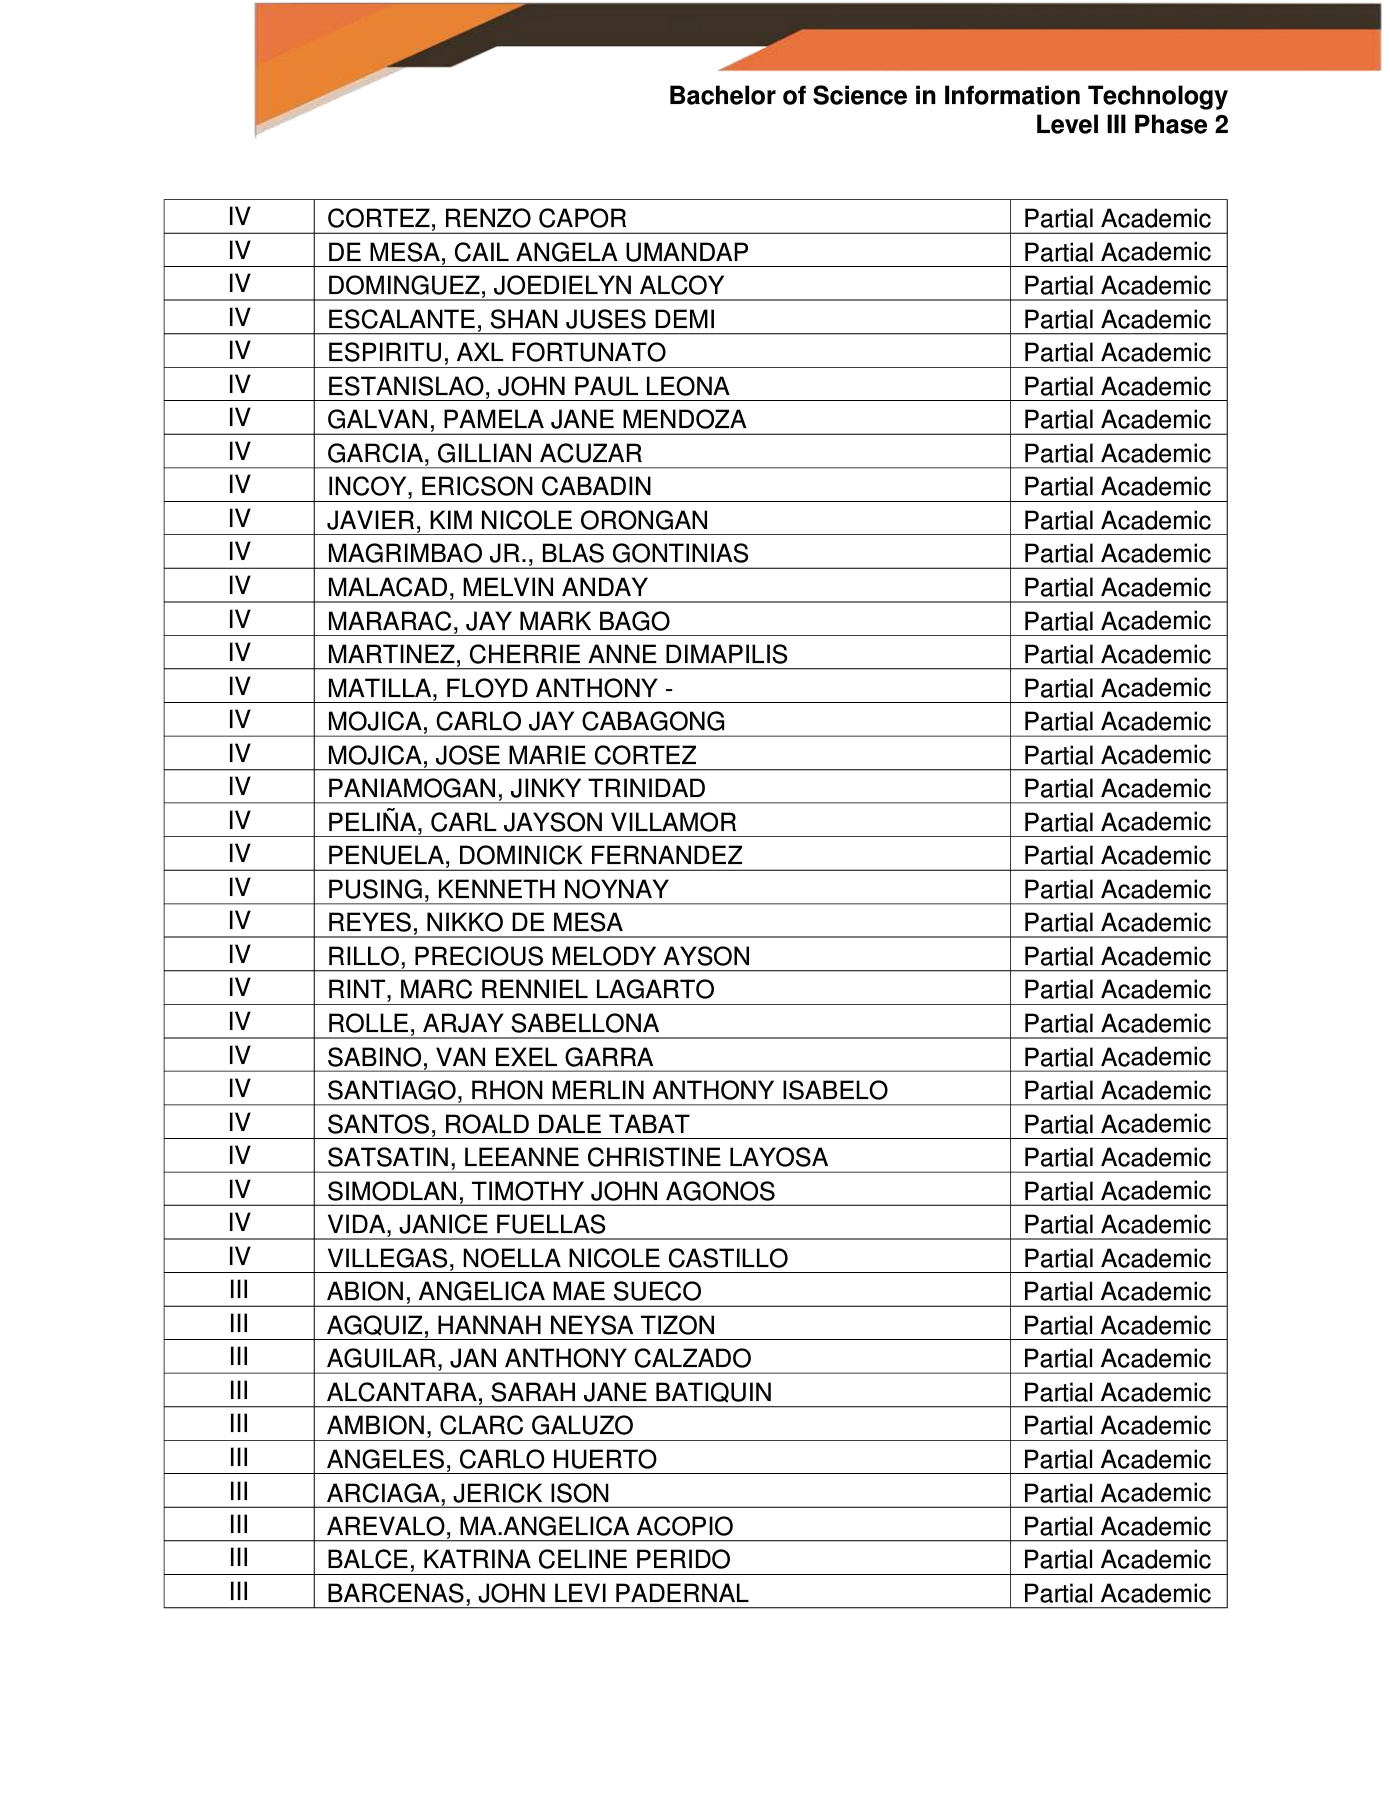 Bachelor of Science in Information Technology
Level III Phase 2
IV CORTEZ, RENZO CAPOR Partial Academic
IV DE MESA, CAIL ANGELA UMANDAP Partial Academic
IV DOMINGUEZ, JOEDIELYN ALCOY Partial Academic
IV ESCALANTE, SHAN JUSES DEMI Partial Academic
IV ESPIRITU, AXL FORTUNATO Partial Academic
IV ESTANISLAO, JOHN PAUL LEONA Partial Academic
IV GALVAN, PAMELA JANE MENDOZA Partial Academic
IV GARCIA, GILLIAN ACUZAR Partial Academic
IV INCOY, ERICSON CABADIN Partial Academic
IV JAVIER, KIM NICOLE ORONGAN Partial Academic
IV MAGRIMBAO JR., BLAS GONTINIAS Partial Academic
IV MALACAD, MELVIN ANDAY Partial Academic
IV MARARAC, JAY MARK BAGO Partial Academic
IV MARTINEZ, CHERRIE ANNE DIMAPILIS Partial Academic
IV MATILLA, FLOYD ANTHONY - Partial Academic
IV MOJICA, CARLO JAY CABAGONG Partial Academic
IV MOJICA, JOSE MARIE CORTEZ Partial Academic
IV PANIAMOGAN, JINKY TRINIDAD Partial Academic
IV PELIÑA, CARL JAYSON VILLAMOR Partial Academic
IV PENUELA, DOMINICK FERNANDEZ Partial Academic
IV PUSING, KENNETH NOYNAY Partial Academic
IV REYES, NIKKO DE MESA Partial Academic
IV RILLO, PRECIOUS MELODY AYSON Partial Academic
IV RINT, MARC RENNIEL LAGARTO Partial Academic
IV ROLLE, ARJAY SABELLONA Partial Academic
IV SABINO, VAN EXEL GARRA Partial Academic
IV SANTIAGO, RHON MERLIN ANTHONY ISABELO Partial Academic
IV SANTOS, ROALD DALE TABAT Partial Academic
IV SATSATIN, LEEANNE CHRISTINE LAYOSA Partial Academic
IV SIMODLAN, TIMOTHY JOHN AGONOS Partial Academic
IV VIDA, JANICE FUELLAS Partial Academic
IV VILLEGAS, NOELLA NICOLE CASTILLO Partial Academic
III ABION, ANGELICA MAE SUECO Partial Academic
III AGQUIZ, HANNAH NEYSA TIZON Partial Academic
III AGUILAR, JAN ANTHONY CALZADO Partial Academic
III ALCANTARA, SARAH JANE BATIQUIN Partial Academic
III AMBION, CLARC GALUZO Partial Academic
III ANGELES, CARLO HUERTO Partial Academic
III ARCIAGA, JERICK ISON Partial Academic
III AREVALO, MA.ANGELICA ACOPIO Partial Academic
III BALCE, KATRINA CELINE PERIDO Partial Academic
III BARCENAS, JOHN LEVI PADERNAL Partial Academic